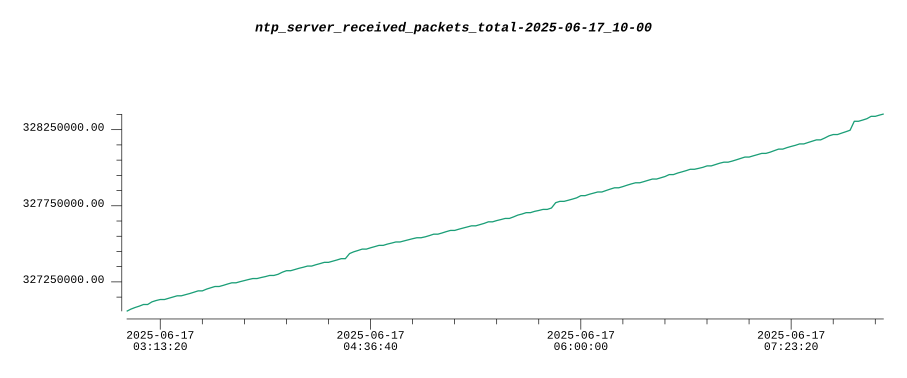 ntp_server_received_packets_total-2025-06-17_10-00
328250000.00
327750000.00
327250000.00
2025-06-17 2025-06-17 2025-06-17 2025-06-17
03:13:20 04:36:40 06:00:00 07:23:20